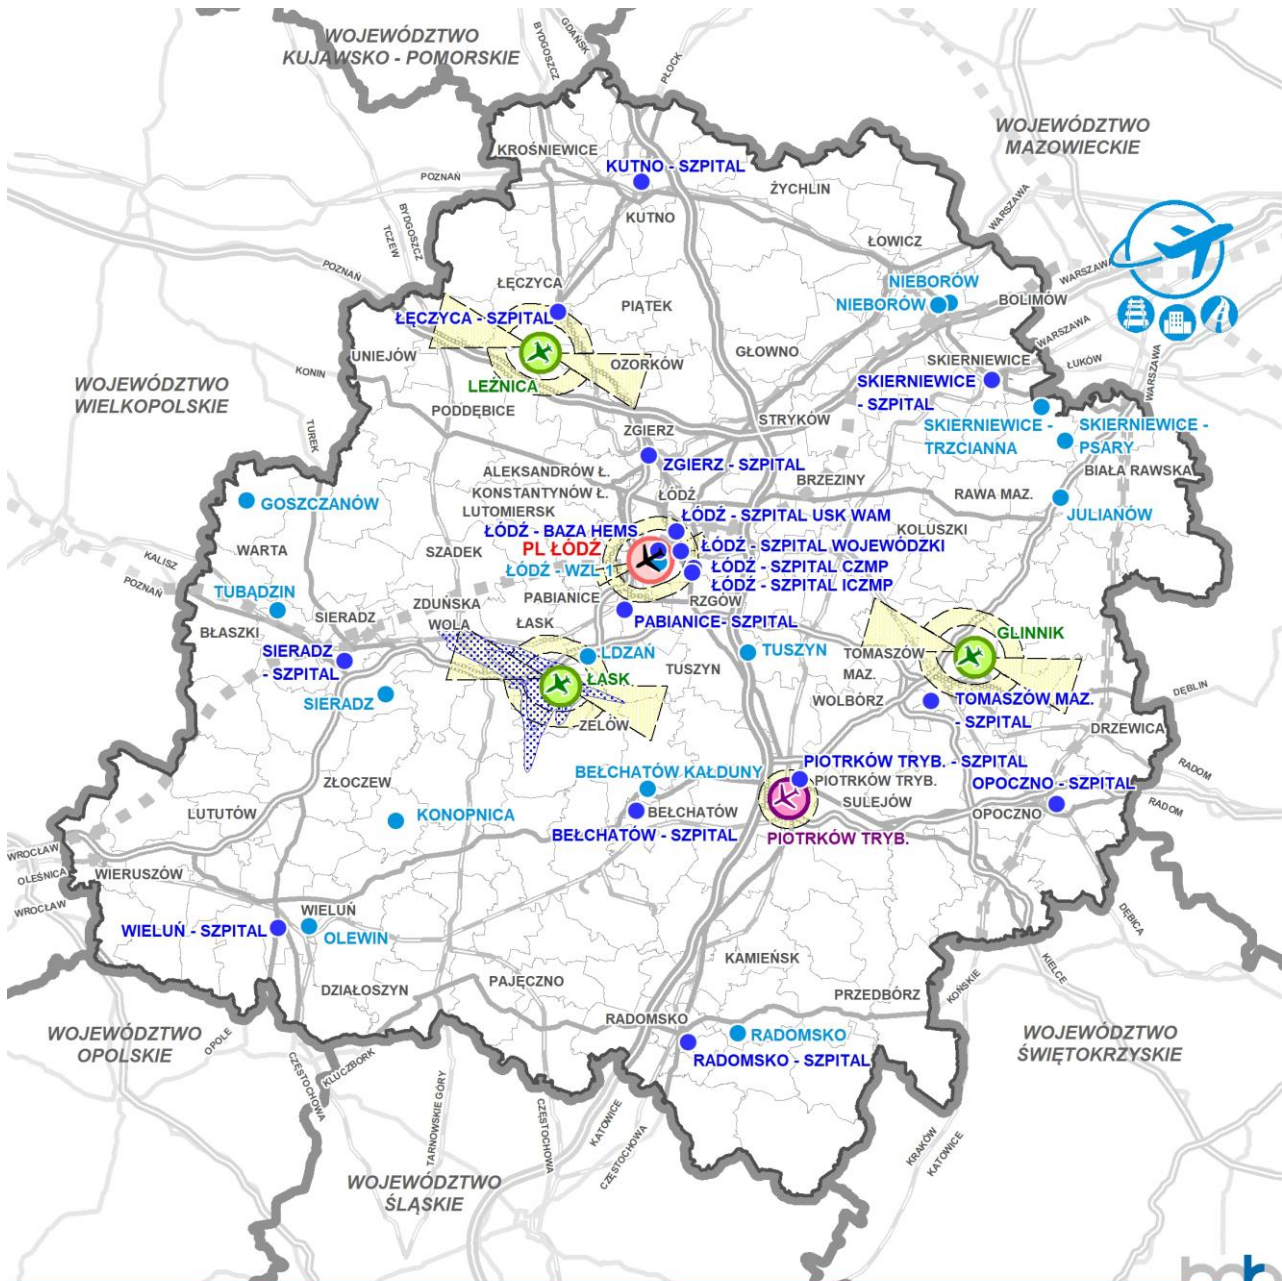 WOJEWÓDZTWO
KUJAWSKO - POMORSKIE
BYDGOSZCZ
GDAŃSK
PŁOCK
WOJEWÓDZTWO
MAZOWIECKIE
KROŚNIEWICE
KUTNO - SZPITAL
POZNAŃ
ŻYCHLIN
WARSZAWA
KUTNO
BYDGOSZCZ
TCZEW
ŁOWICZ
POZNAŃ
WARSZAWA
NIEBORÓW
ŁĘCZYCA
NIEBORÓW
BOLIMÓW
PIĄTEK
ŁĘCZYCA - SZPITAL
WARSZAWA
UNIEJÓW
GŁOWNO
SKIERNIEWICE
ŁUKÓW
WARSZAWA
OZORKÓW
KONIN
LEŹNICA
SKIERNIEWICE
- SZPITAL
WOJEWÓDZTWO
WIELKOPOLSKIE
PODDĘBICE
STRYKÓW
SKIERNIEWICE -
TRZCIANNA
SKIERNIEWICE -
PSARY
TUREK
ZGIERZ
ZGIERZ - SZPITAL
ALEKSANDRÓW Ł.
BRZEZINY
BIAŁA RAWSKA
KONSTANTYNÓW Ł.
ŁÓDŹ
RAWA MAZ.
GOSZCZANÓW
LUTOMIERSK
ŁÓDŹ - SZPITAL USK WAM
JULIANÓW
ŁÓDŹ - BAZA HEMS
KOLUSZKI
WARTA
SZADEK
PL ŁÓDŹ
ŁÓDŹ - SZPITAL WOJEWÓDZKI
KALISZ
ŁÓDŹ - WZL 1
ŁÓDŹ - SZPITAL CZMP
POZNAŃ
ŁÓDŹ - SZPITAL ICZMP
TUBĄDZIN
PABIANICE
RZGÓW
ZDUŃSKA
WOLA
SIERADZ
ŁASK
PABIANICE- SZPITAL
BŁASZKI
GLINNIK
SIERADZ
- SZPITAL
LDZAŃ
TUSZYN
TUSZYN
TOMASZÓW
MAZ.
ŁASK
SIERADZ
WOLBÓRZ
TOMASZÓW MAZ.
- SZPITAL
DĘBLIN
ZELÓW
DRZEWICA
PIOTRKÓW TRYB. - SZPITAL
BEŁCHATÓW KAŁDUNY
RADOM
ZŁOCZEW
PIOTRKÓW TRYB.
OPOCZNO - SZPITAL
SULEJÓW
RADOM
LUTUTÓW
KONOPNICA
BEŁCHATÓW
OPOCZNO
BEŁCHATÓW - SZPITAL
PIOTRKÓW TRYB.
WROCŁAW
OLEŚNICA
WIERUSZÓW
WROCŁAW
WIELUŃ
WIELUŃ - SZPITAL
OLEWIN
DĘBICA
KAMIEŃSK
KIELCE
PAJĘCZNO
KOŃSKIE
DZIAŁOSZYN
PRZEDBÓRZ
RADOMSKO
WOJEWÓDZTWO
OPOLSKIE
OPOLE
RADOMSKO
WOJEWÓDZTWO
ŚWIĘTOKRZYSKIE
RADOMSKO - SZPITAL
KLUCZBORK
CZĘSTOCHOWA
TARNOWSKIE GÓRY
CZĘSTOCHOWA
KATOWICE
CZĘSTOCHOWA
KRAKÓW
KATOWICE
WOJEWÓDZTWO
ŚLĄSKIE